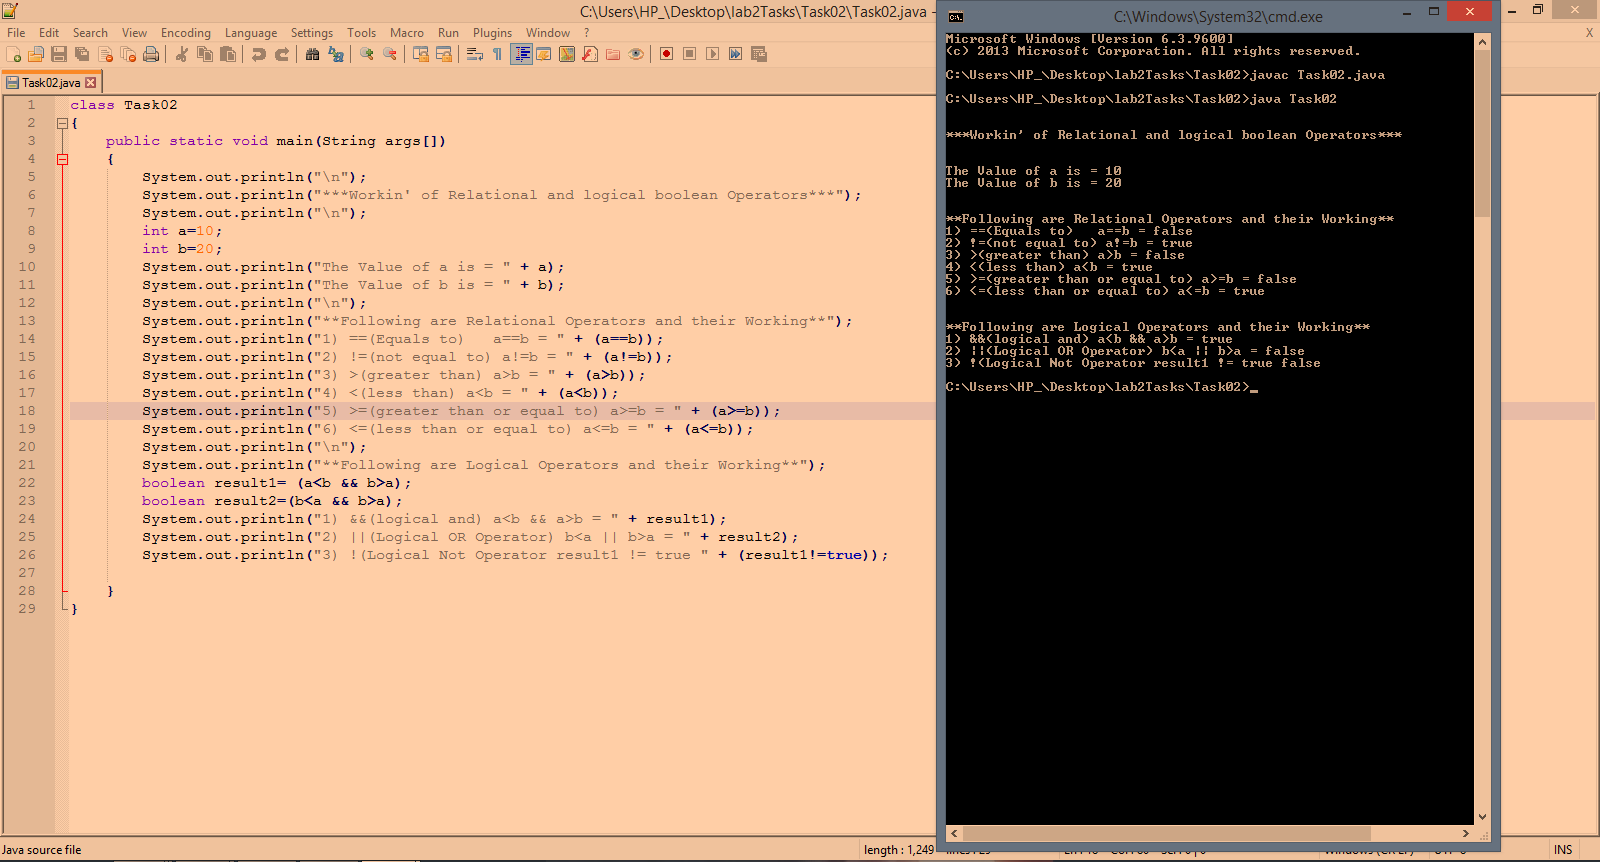 C:\Users\HP_\Desktop\lab2Tasks\Task02\Task02.java -
File Edit Search View Encoding Language Settings Tools Macro Run Plugins Window ? X
Task02.java
1 class Task02
2 {
3 public static void main(String args[])
4 {
5 System.out.println("\n");
6 System.out.println("***Workin' of Relational and logical boolean Operators***");
7 System.out.println("\n");
8 int a=10;
9 int b=20;
10 System.out.println("The Value of a is = " + a);
11 System.out.println("The Value of b is = " + b);
12 System.out.println("\n");
13 System.out.println("**Following are Relational Operators and their Working**");
14 System.out.println("1) ==(Equals to)   a==b = " + (a==b));
15 System.out.println("2) !=(not equal to) a!=b = " + (a!=b));
16 System.out.println("3) >(greater than) a>b = " + (a>b));
17 System.out.println("4) <(less than) a<b = " + (a<b));
18 System.out.println("5) >=(greater than or equal to) a>=b = " + (a>=b));
19 System.out.println("6) <=(less than or equal to) a<=b = " + (a<=b));
20 System.out.println("\n");
21 System.out.println("**Following are Logical Operators and their Working**");
22 boolean result1= (a<b && b>a);
23 boolean result2=(b<a && b>a);
24 System.out.println("1) &&(logical and) a<b && a>b = " + result1);
25 System.out.println("2) ||(Logical OR Operator) b<a || b>a = " + result2);
26 System.out.println("3) !(Logical Not Operator result1 != true " + (result1!=true));
27
28 }
29 }
Java source file
length : 1,249
INS
C:\Windows\System32\cmd.exe
Microsoft Windows [Version 6.3.9600]
(c) 2013 Microsoft Corporation. All rights reserved.
C:\Users\HP_\Desktop\lab2Tasks\Task02>javac Task02.java
C:\Users\HP_\Desktop\lab2Tasks\Task02>java Task02
***Workin' of Relational and logical boolean Operators***
The Value of a is = 10
The Value of b is = 20
**Following are Relational Operators and their Working**
1) ==(Equals to)   a==b = false
2) !=(not equal to) a!=b = true
3) >(greater than) a>b = false
4) <(less than) a<b = true
5) >=(greater than or equal to) a>=b = false
6) <=(less than or equal to) a<=b = true
**Following are Logical Operators and their Working**
1) &&(logical and) a<b && a>b = true
2) ||(Logical OR Operator) b<a || b>a = false
3) !(Logical Not Operator result1 != true false
C:\Users\HP_\Desktop\lab2Tasks\Task02>_